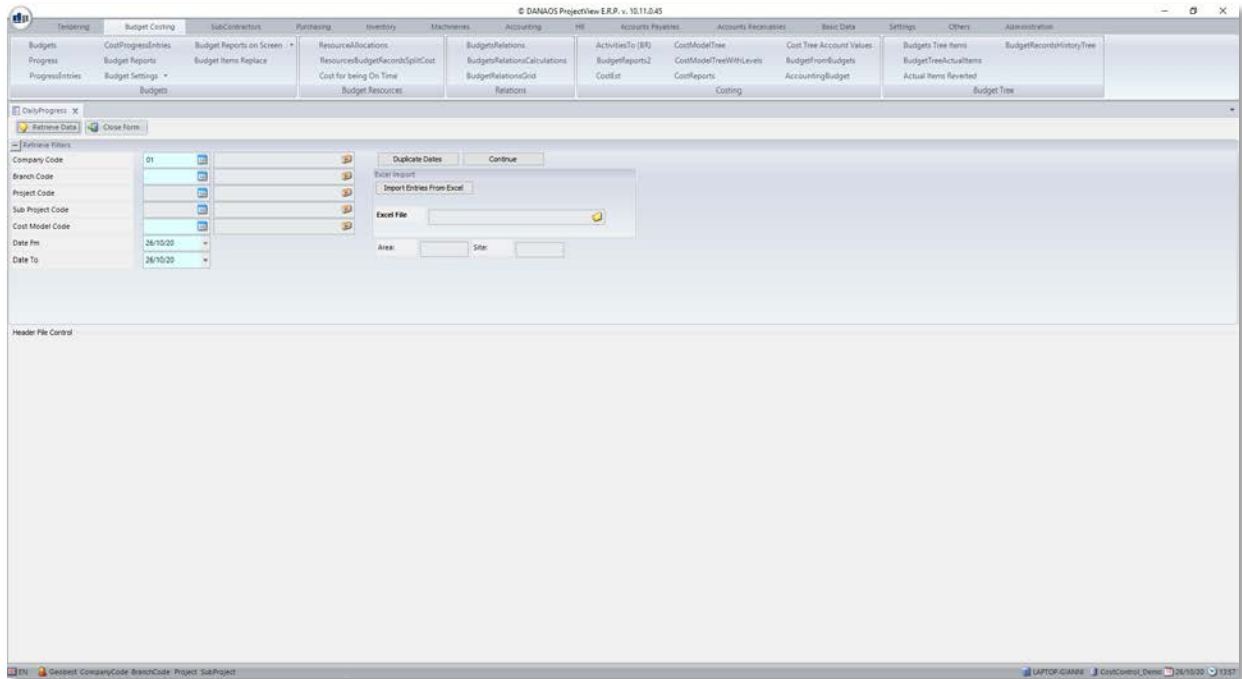 © DANAOS ProjectView E.R.P. v. 10.11.0.45
Tendering Budget Costing SubContractors Purchasing Inventory Machineries Accounting HR Accounts Payables Accounts Receivables Basic Data Settings Others Administration
Budgets CostProgressEntries Budget Reports on Screen ResourceAllocations BudgetsRelations ActivitiesTo (BR) CostModelTree Cost Tree Account Values Budgets Tree Items BudgetRecordsHistoryTree
Progress Budget Reports Budget Items Replace ResourcesBudgetRecordsSplitCost BudgetsRelationsCalculations BudgetReports2 CostModelTreeWithLevels BudgetFromBudgets BudgetTreeActualItems
ProgressEntries Budget Settings Cost for being On Time BudgetRelationsGrid CostEst CostReports AccountingBudget Actual Items Reverted
Budgets Budget Resources Relations Costing Budget Tree
DailyProgress
Retrieve Data Close Form
Retrieve Filters
Company Code 01 Duplicate Dates Continue
Branch Code Excel Import
Project Code Import Entries From Excel
Sub Project Code Excel File
Cost Model Code
Date Fm 26/10/20 Area: Site:
Date To 26/10/20
Header File Control
EN Geobest CompanyCode BranchCode Project SubProject LAPTOP-GIANNI CostControl_Demo 26/10/20 13:57